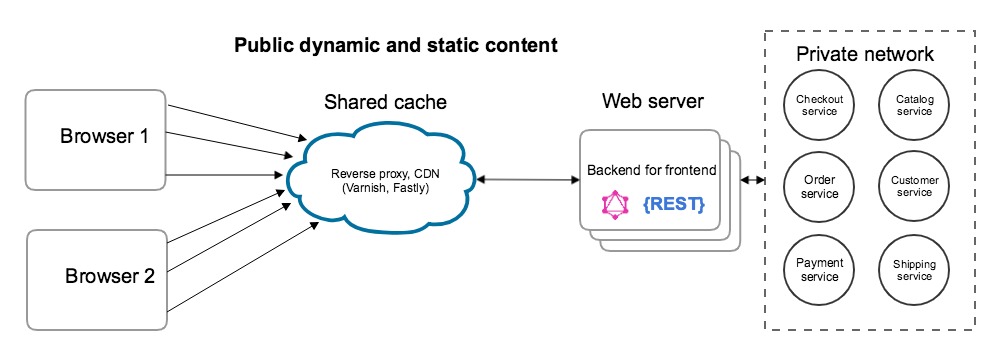 Public dynamic and static content
Private network
Shared cache
Web server
Browser 1
Browser 2
Reverse proxy, CDN
(Varnish, Fastly)
Backend for frontend
{REST}
Checkout
service
Catalog
service
Order
service
Customer
service
Payment
service
Shipping
service